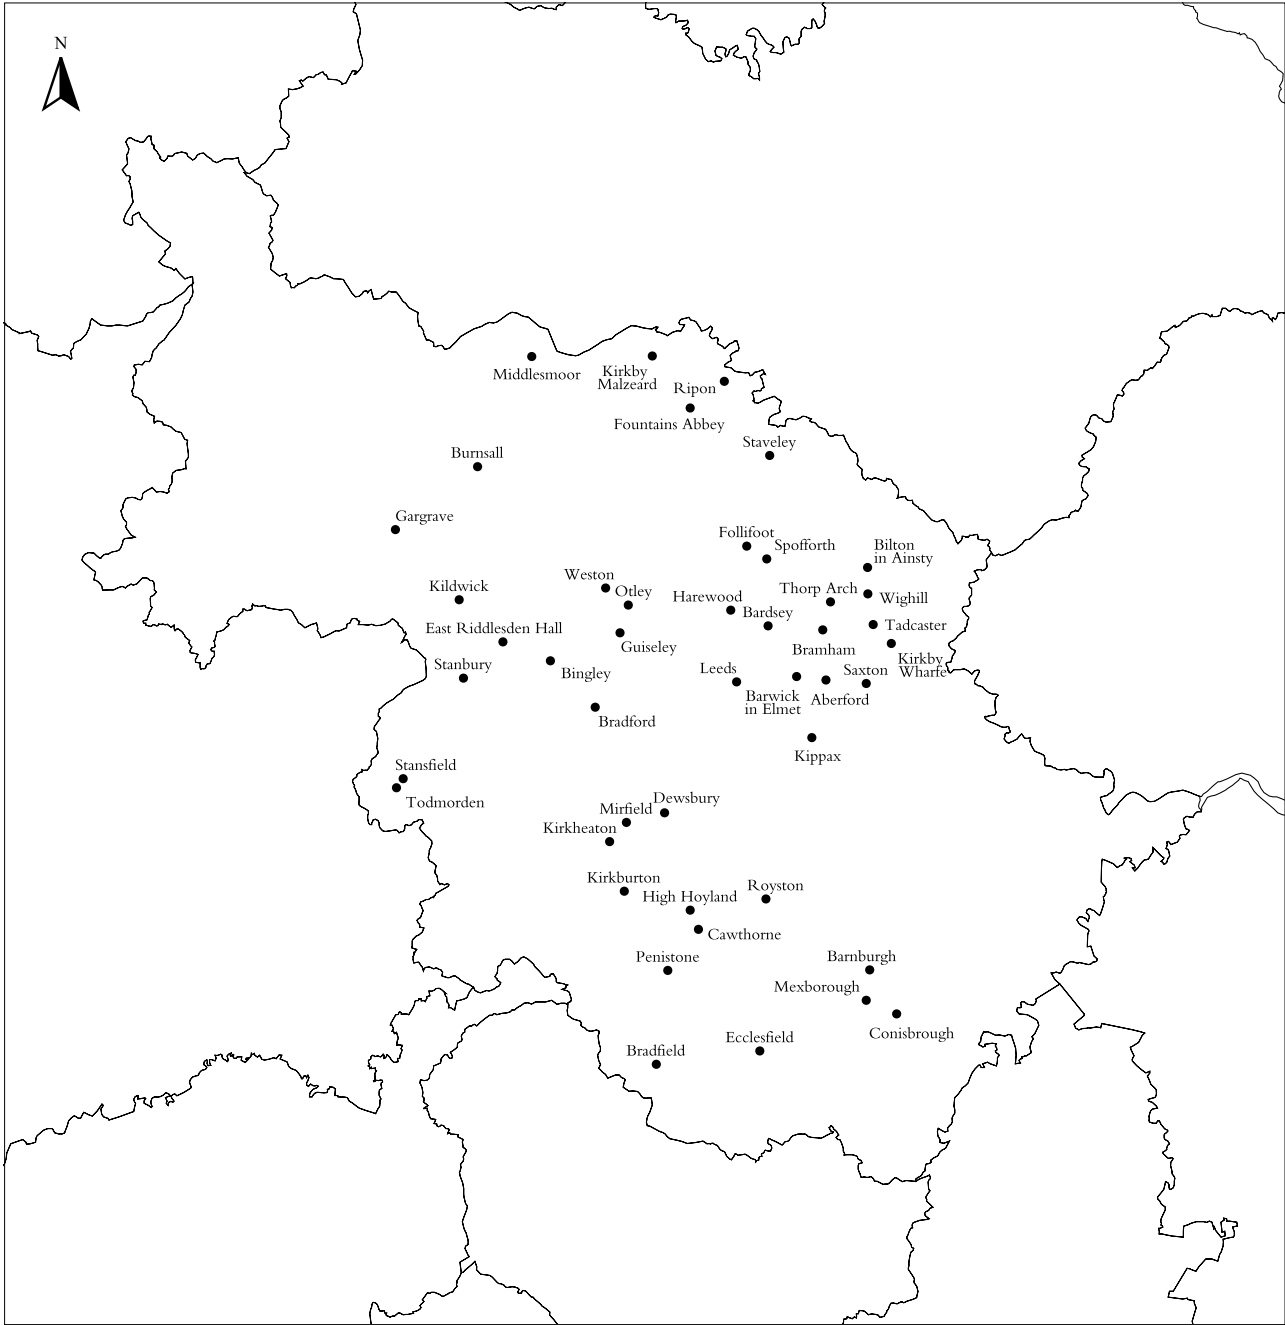 N
Middlesmoor
Kirkby
Malzeard
Ripon
Fountains Abbey
Staveley
Burnsall
Gargrave
Follifoot
Spofforth
Bilton
in Ainsty
Weston
Otley
Kildwick
Harewood
Thorp Arch
Wighill
Bardsey
Tadcaster
East Riddlesden Hall
Guiseley
Bramham
Kirkby
Wharfe
Stanbury
Bingley
Leeds
Saxton
Barwick
in Elmet
Aberford
Bradford
Kippax
Stansfield
Todmorden
Dewsbury
Mirfield
Kirkheaton
Kirkburton
High Hoyland
Royston
Cawthorne
Penistone
Barnburgh
Mexborough
Conisbrough
Ecclesfield
Bradfield